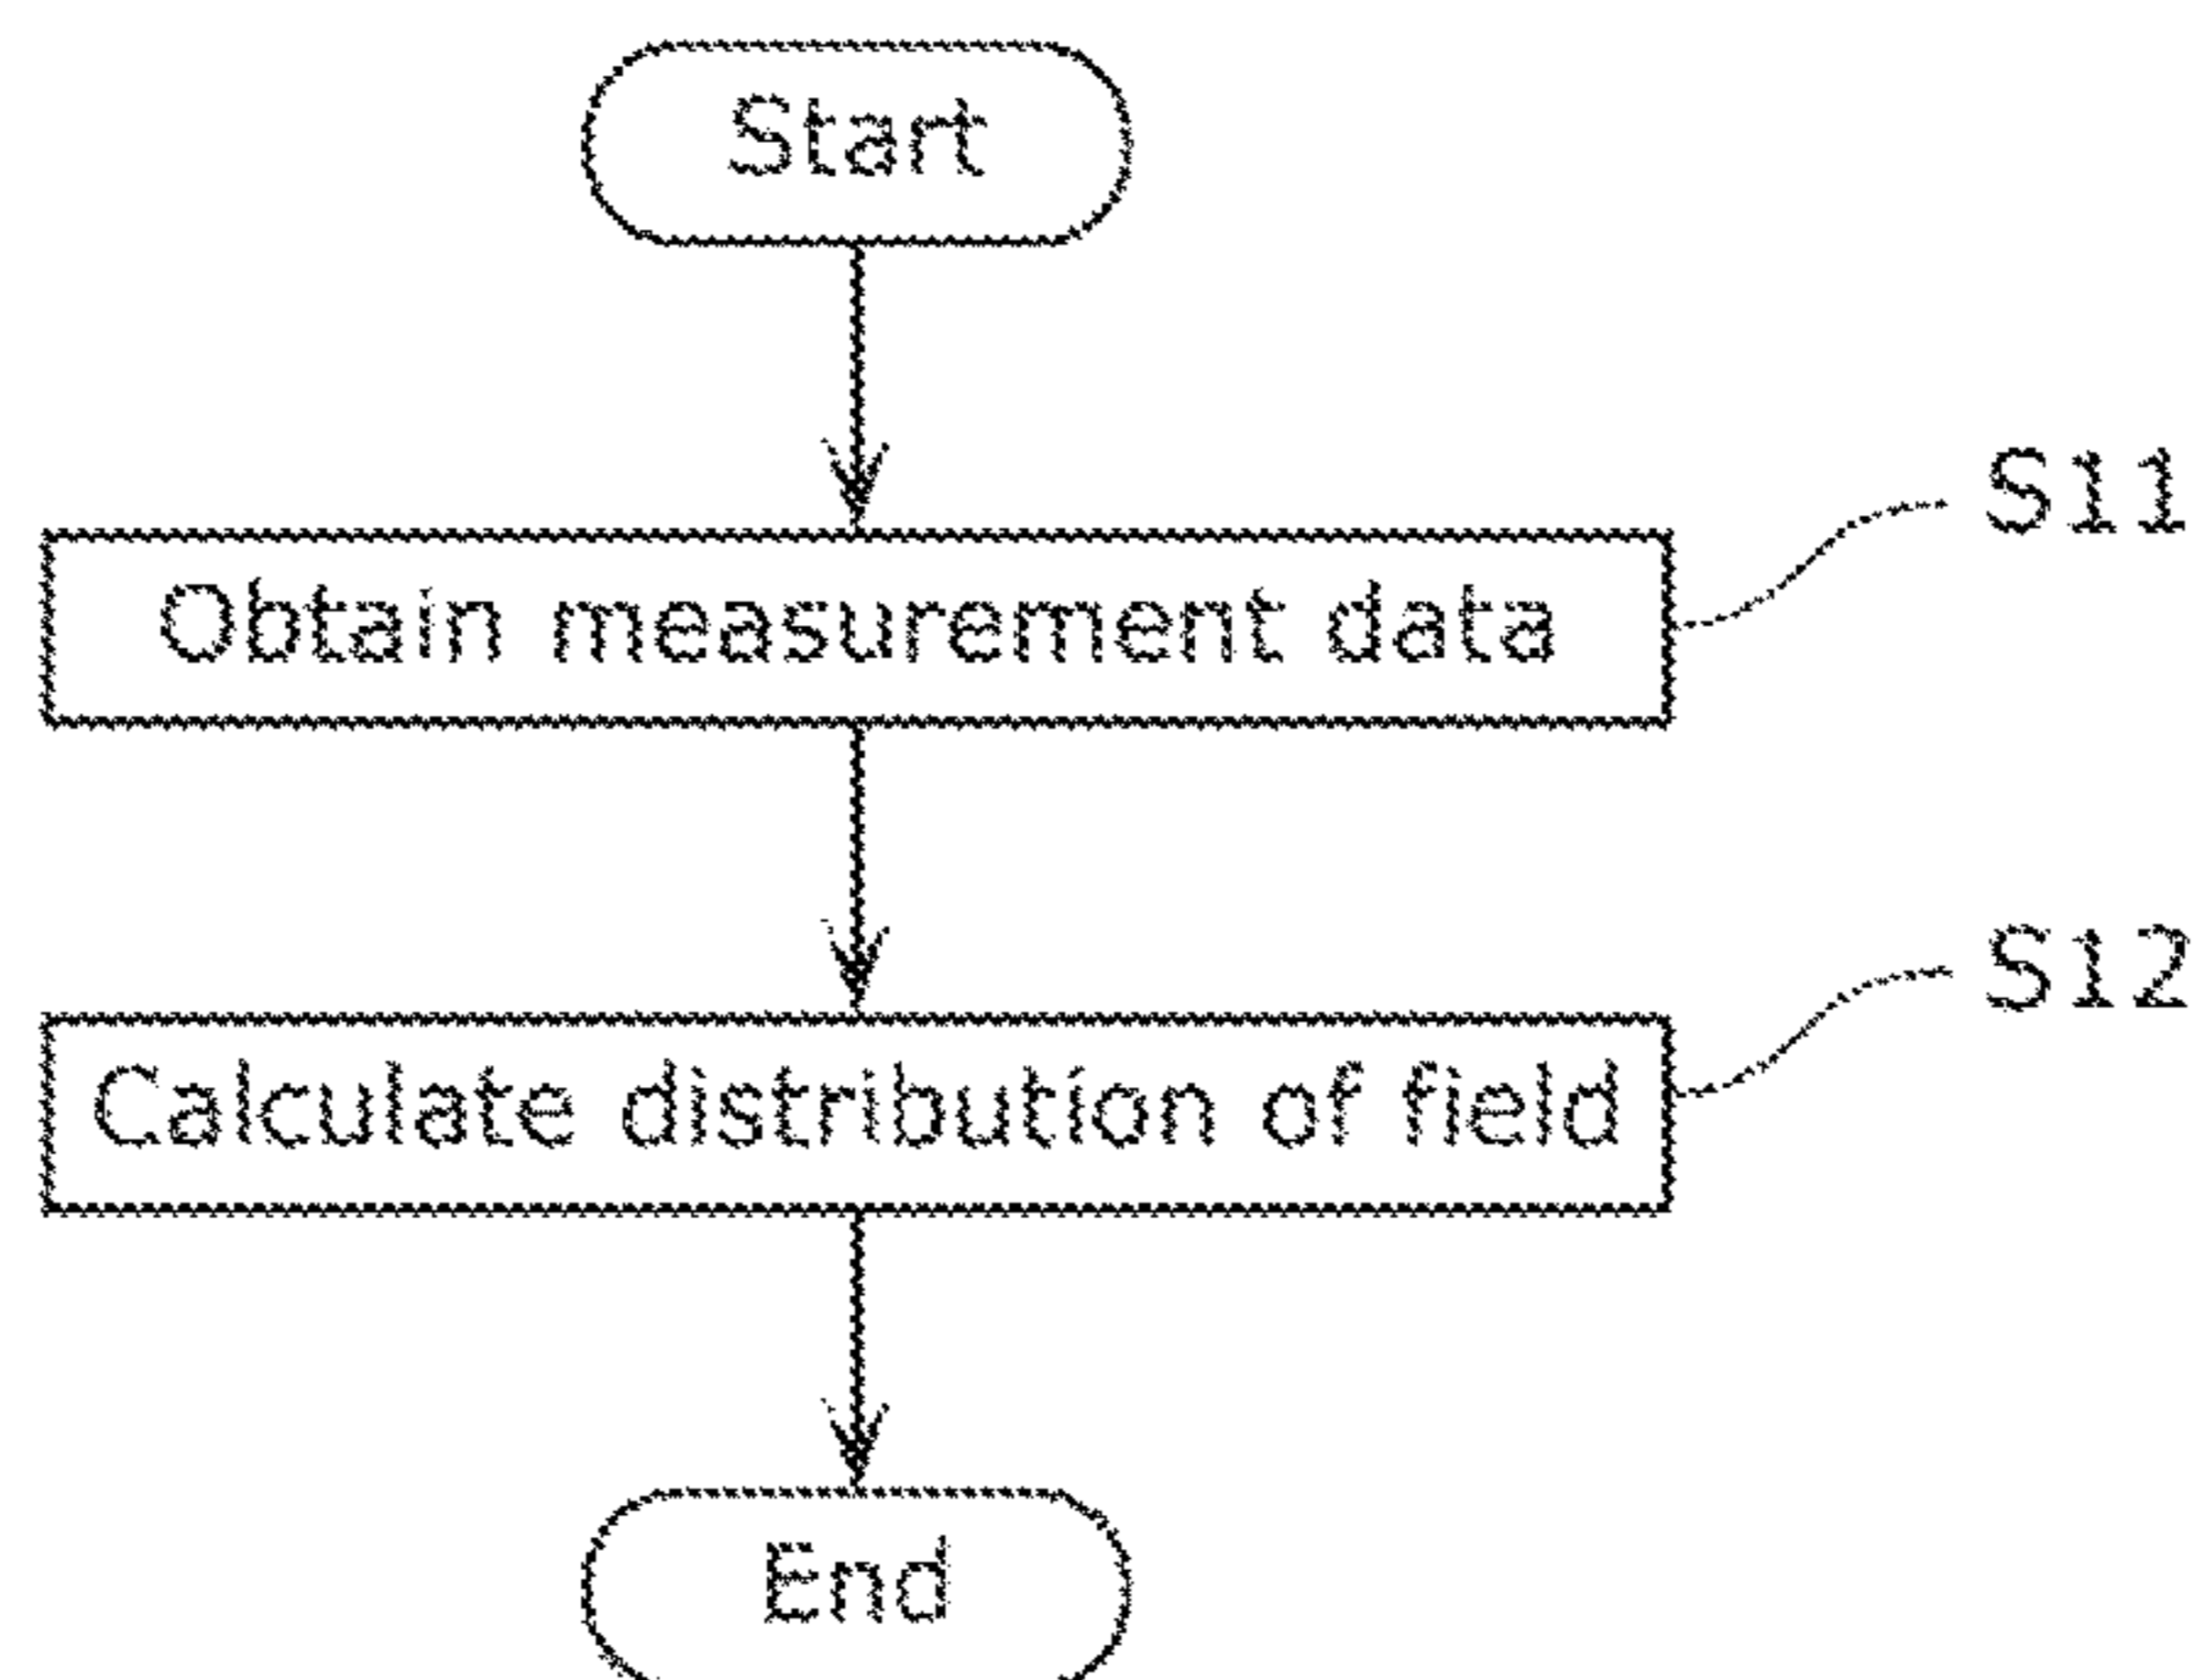 Start
S11
Obtain measurement data
S12
Calculate distribution of field
End